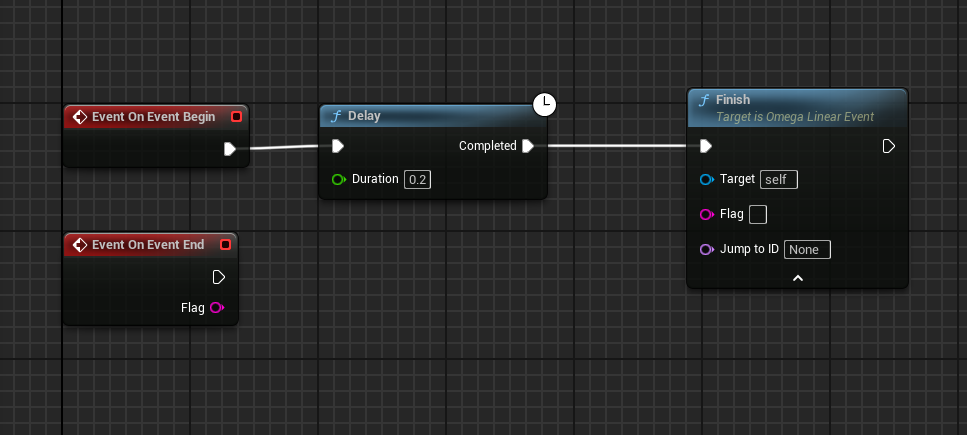 Event On Event Begin
Delay
Completed
Duration 0.2
Finish
Target is Omega Linear Event
Target self
Flag
Jump to ID None
Event On Event End
Flag